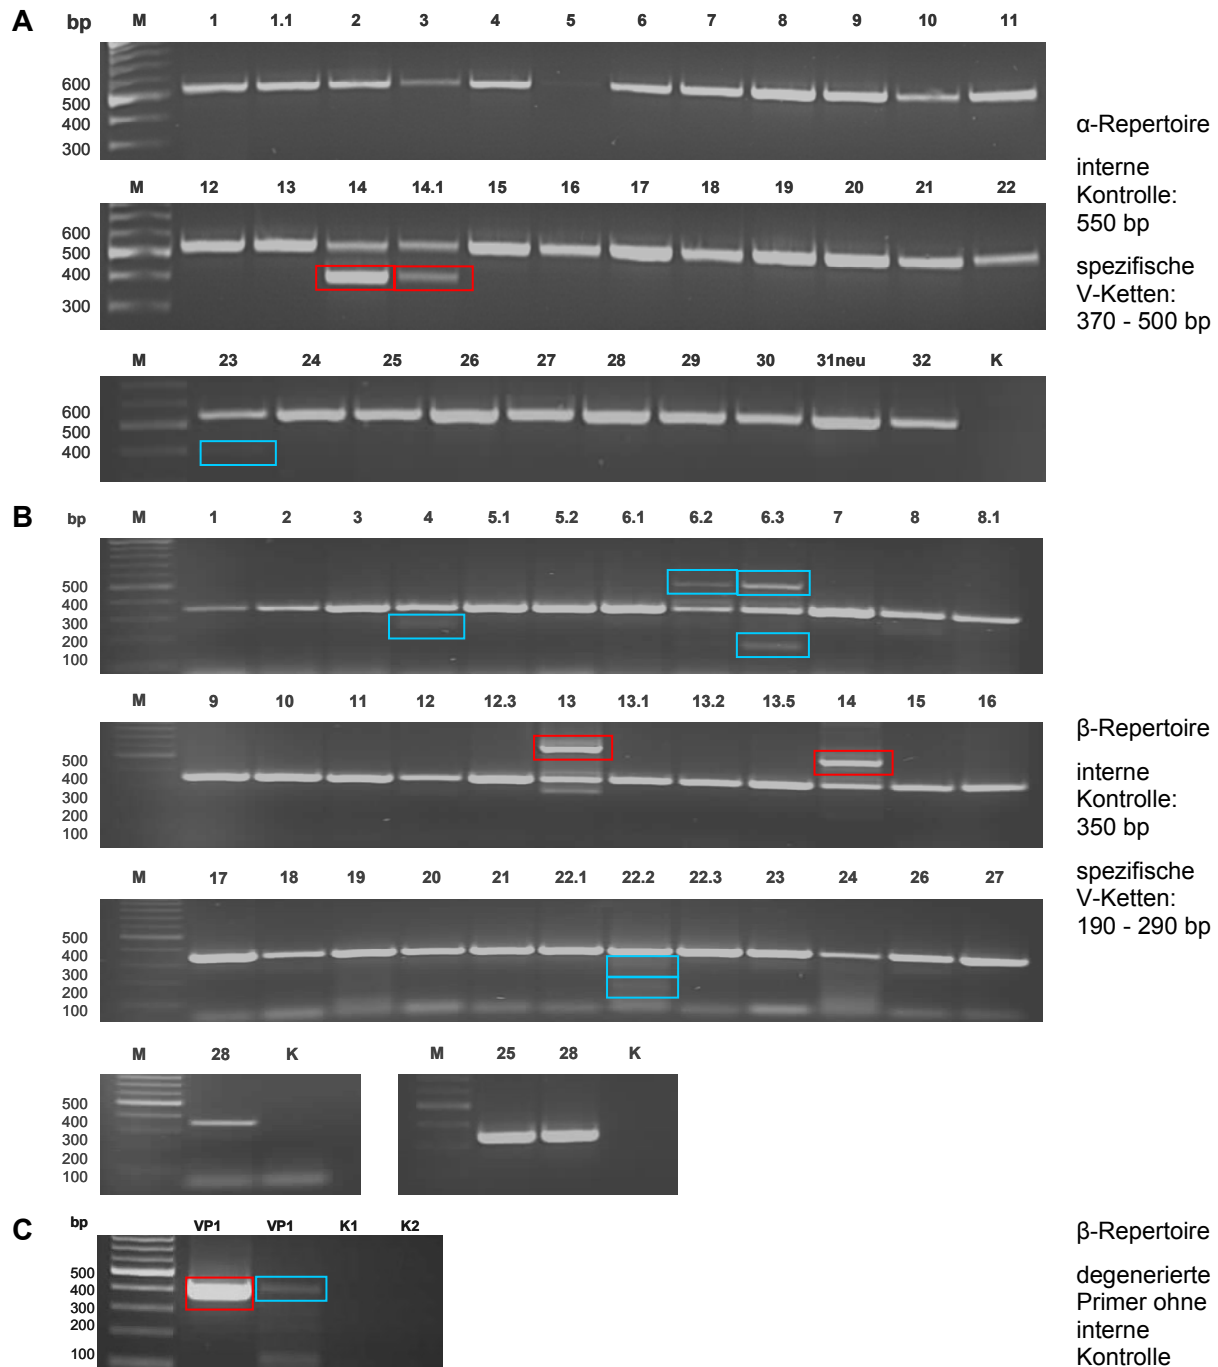 A bp M 1 1.1 2 3 4 5 6 7 8 9 10 11
600
500
400
300
α-Repertoire
interne
Kontrolle:
550 bp
spezifische
V-Ketten:
370 - 500 bp
M 12 13 14 14.1 15 16 17 18 19 20 21 22
600
500
400
300
M 23 24 25 26 27 28 29 30 31neu 32 K
600
500
400
B bp M 1 2 3 4 5.1 5.2 6.1 6.2 6.3 7 8 8.1
500
400
300
200
100
M 9 10 11 12 12.3 13 13.1 13.2 13.5 14 15 16
500
400
300
200
100
β-Repertoire
interne
Kontrolle:
350 bp
spezifische
V-Ketten:
190 - 290 bp
M 17 18 19 20 21 22.1 22.2 22.3 23 24 26 27
500
400
300
200
100
M 28 K M 25 28 K
500
400
300
200
100
C bp VP1 VP1 K1 K2
500
400
300
200
100
β-Repertoire
degenerierte
Primer ohne
interne
Kontrolle